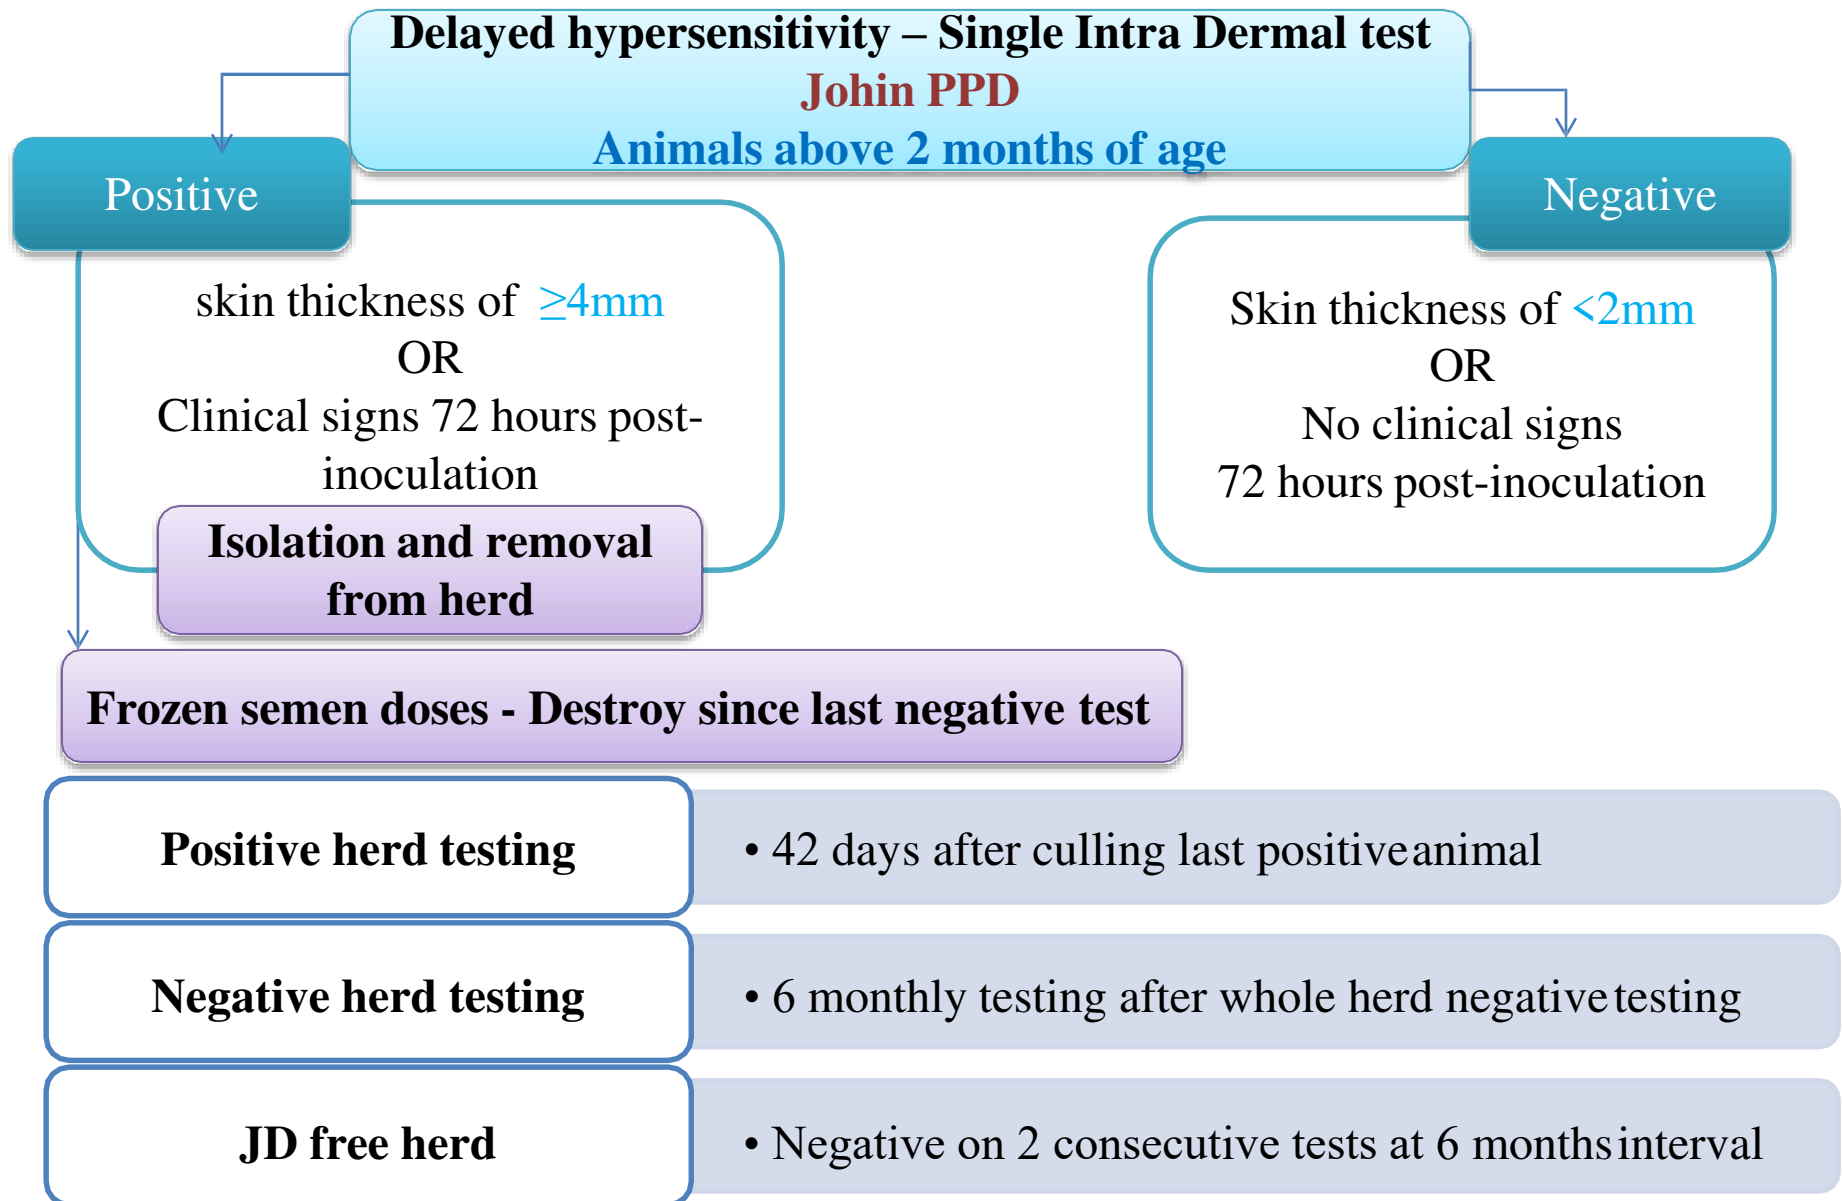 Delayed hypersensitivity – Single Intra Dermal test
Johin PPD
Animals above 2 months of age
Positive
Negative
skin thickness of ≥4mm
OR
Clinical signs 72 hours post-
inoculation
Skin thickness of <2mm
OR
No clinical signs
72 hours post-inoculation
Isolation and removal
from herd
Frozen semen doses - Destroy since last negative test
Positive herd testing
• 42 days after culling last positive animal
Negative herd testing
• 6 monthly testing after whole herd negative testing
JD free herd
• Negative on 2 consecutive tests at 6 months interval